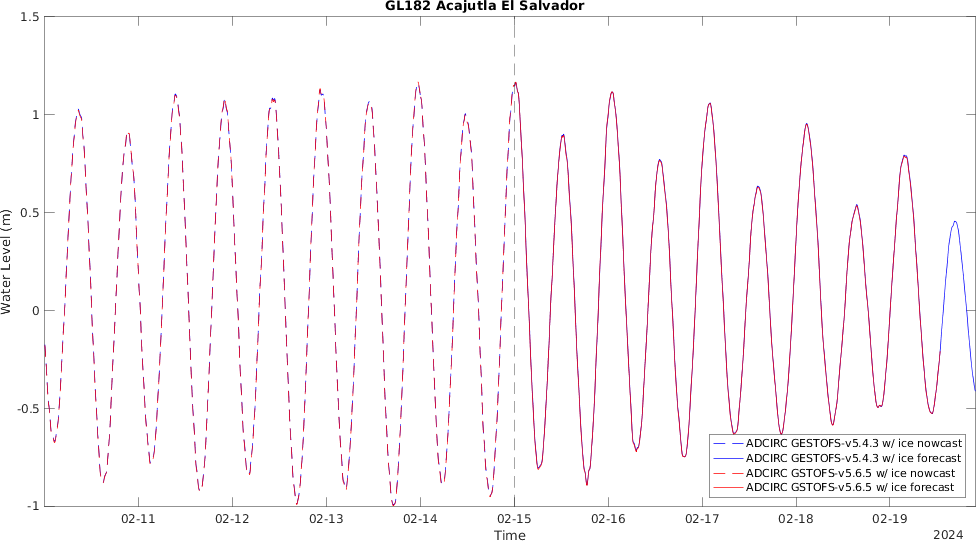 GL182 Acajutla El Salvador
1.5
1
0.5
0
-0.5
-1
Water Level (m)
02-11 02-12 02-13 02-14 02-15 02-16 02-17 02-18 02-19
Time
2024
ADCIRC GESTOFS-v5.4.3 w/ ice nowcast
ADCIRC GESTOFS-v5.4.3 w/ ice forecast
ADCIRC GSTOFS-v5.6.5 w/ ice nowcast
ADCIRC GSTOFS-v5.6.5 w/ ice forecast